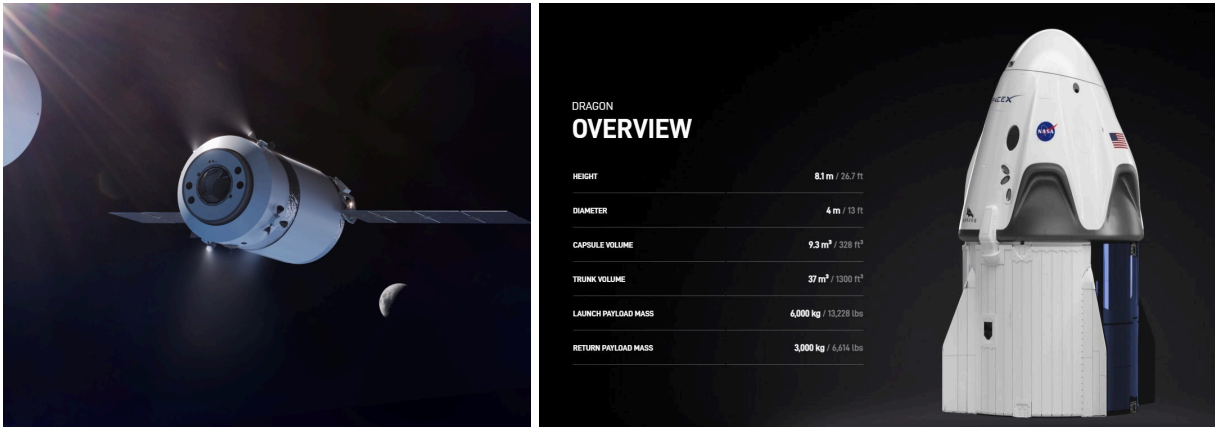 DRAGON
OVERVIEW
HEIGHT 8.1 m / 26.7 ft
DIAMETER 4 m / 13 ft
CAPSULE VOLUME 9.3 m³ / 328 ft³
TRUNK VOLUME 37 m³ / 1300 ft³
LAUNCH PAYLOAD MASS 6,000 kg / 13,228 lbs
RETURN PAYLOAD MASS 3,000 kg / 6,614 lbs
ACEX
NASA